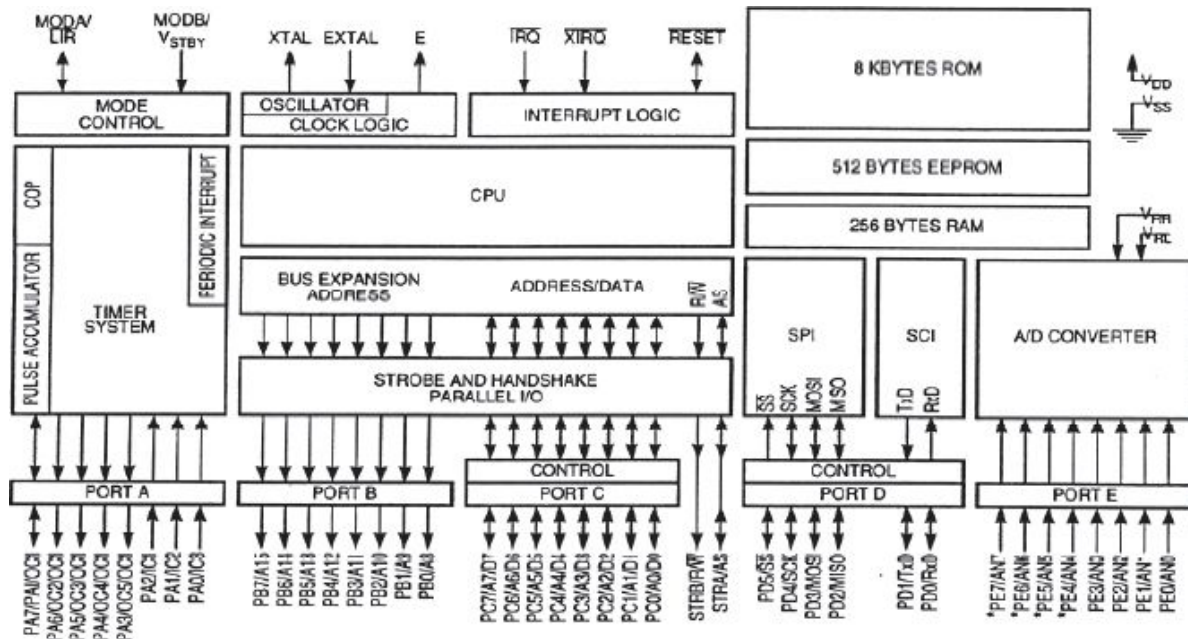 MODA/
LIR
MODB/
VSTBY
XTAL EXTAL E
IRQ XIRQ RESET
MODE
CONTROL
OSCILLATOR
CLOCK LOGIC
INTERRUPT LOGIC
8 KBYTES ROM
VDD
VSS
COP
PULSE ACCUMULATOR
TIMER
SYSTEM
PERIODIC INTERRUPT
CPU
512 BYTES EEPROM
256 BYTES RAM
VRH
VRL
BUS EXPANSION
ADDRESS
ADDRESS/DATA
R/W
AS
STROBE AND HANDSHAKE
PARALLEL I/O
SPI
SS
SCK
MOSI
MISO
SCI
TxD
RxD
A/D CONVERTER
CONTROL
CONTROL
PORT A
PORT B
PORT C
PORT D
PORT E
PA7/PAI/OC1
PA6/OC2/OC1
PA5/OC3/OC1
PA4/OC4/OC1
PA3/OC5/OC1
PA2/IC1
PA1/IC2
PA0/IC3
PB7/A15
PB6/A14
PB5/A13
PB4/A12
PB3/A11
PB2/A10
PB1/A9
PB0/A8
PC7/A7/D7
PC6/A6/D6
PC5/A5/D5
PC4/A4/D4
PC3/A3/D3
PC2/A2/D2
PC1/A1/D1
PC0/A0/D0
STRB/R/W
STRA/AS
PD5/SS
PD4/SCK
PD3/MOSI
PD2/MISO
PD1/TxD
PD0/RxD
*PE7/AN7
*PE6/AN6
*PE5/AN5
*PE4/AN4
PE3/AN3
PE2/AN2
PE1/AN1
PE0/AN0